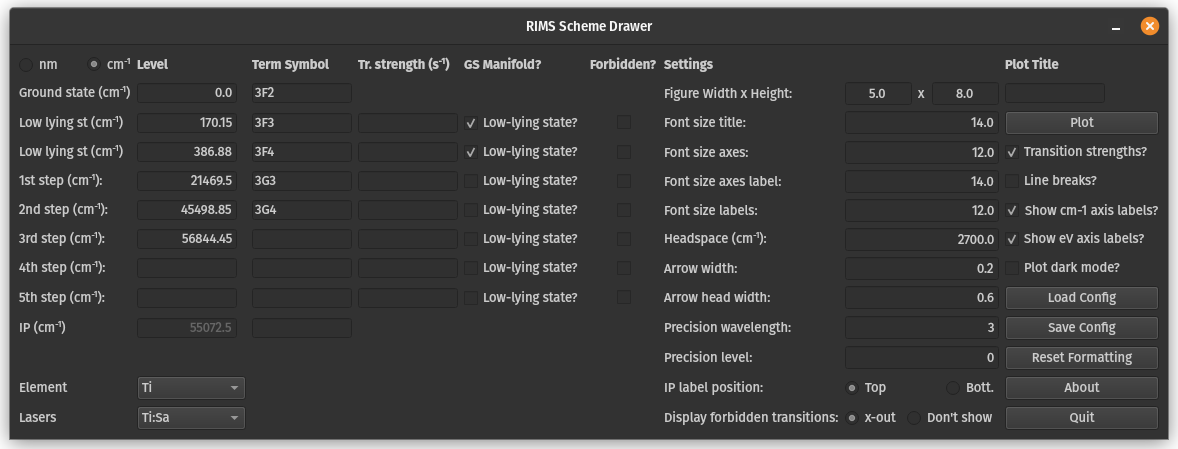 RIMS Scheme Drawer
nm cm⁻¹ Level Term Symbol Tr. strength (s⁻¹) GS Manifold? Forbidden? Settings Plot Title
Ground state (cm⁻¹) 0.0 3F2 Figure Width x Height: 5.0 x 8.0
Low lying st (cm⁻¹) 170.15 3F3 Low-lying state? Font size title: 14.0 Plot
Low lying st (cm⁻¹) 386.88 3F4 Low-lying state? Font size axes: 12.0 Transition strengths?
1st step (cm⁻¹): 21469.5 3G3 Low-lying state? Font size axes label: 14.0 Line breaks?
2nd step (cm⁻¹): 45498.85 3G4 Low-lying state? Font size labels: 12.0 Show cm-1 axis labels?
3rd step (cm⁻¹): 56844.45 Low-lying state? Headspace (cm⁻¹): 2700.0 Show eV axis labels?
4th step (cm⁻¹): Low-lying state? Arrow width: 0.2 Plot dark mode?
5th step (cm⁻¹): Low-lying state? Arrow head width: 0.6 Load Config
IP (cm⁻¹) 55072.5 Precision wavelength: 3 Save Config
Precision level: 0 Reset Formatting
Element Ti IP label position: Top Bott. About
Lasers Ti:Sa Display forbidden transitions: x-out Don't show Quit